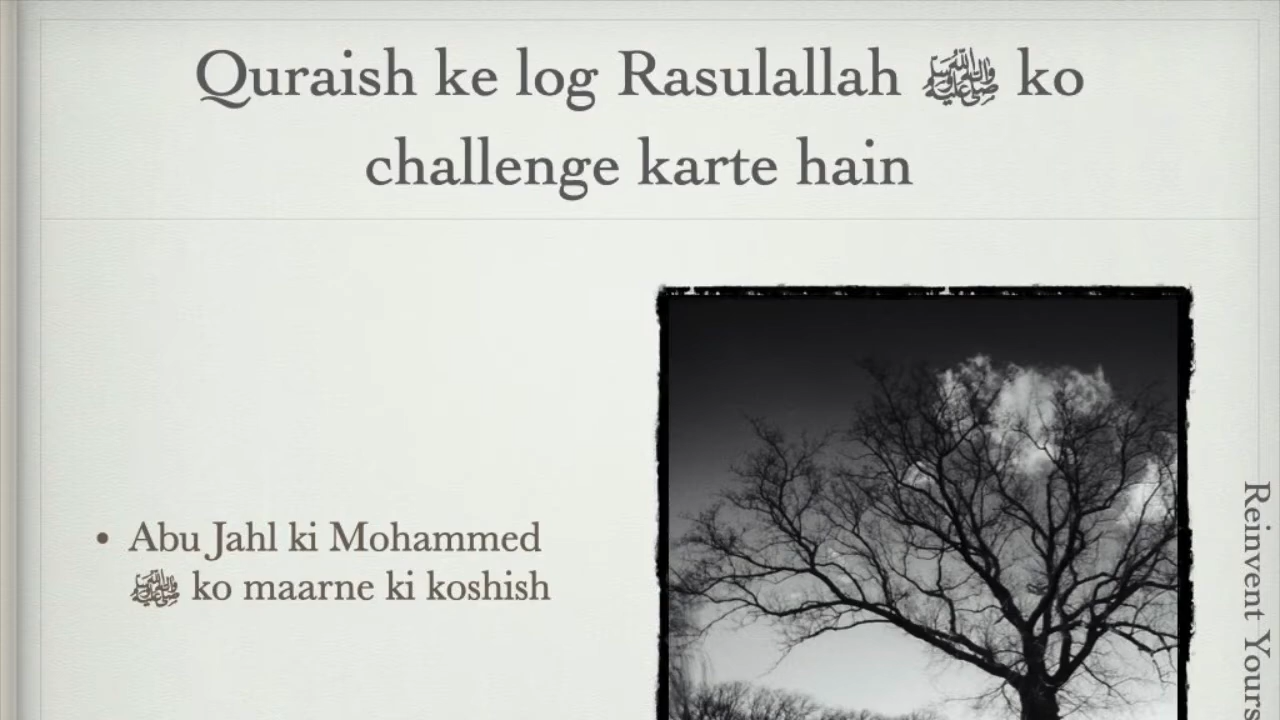 Quraish ke log Rasulallah ﷺ ko
challenge karte hain
• Abu Jahl ki Mohammed
ﷺ ko maarne ki koshish
Reinvent Yours